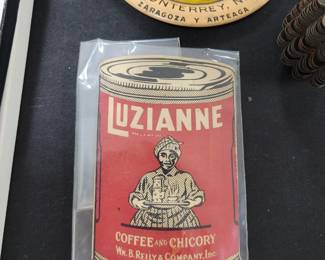 MONTERREY, N
ZARAGOZA Y ARTEAGA
LUZIANNE
COFFEE AND CHICORY
WM. B. REILY & COMPANY, INC